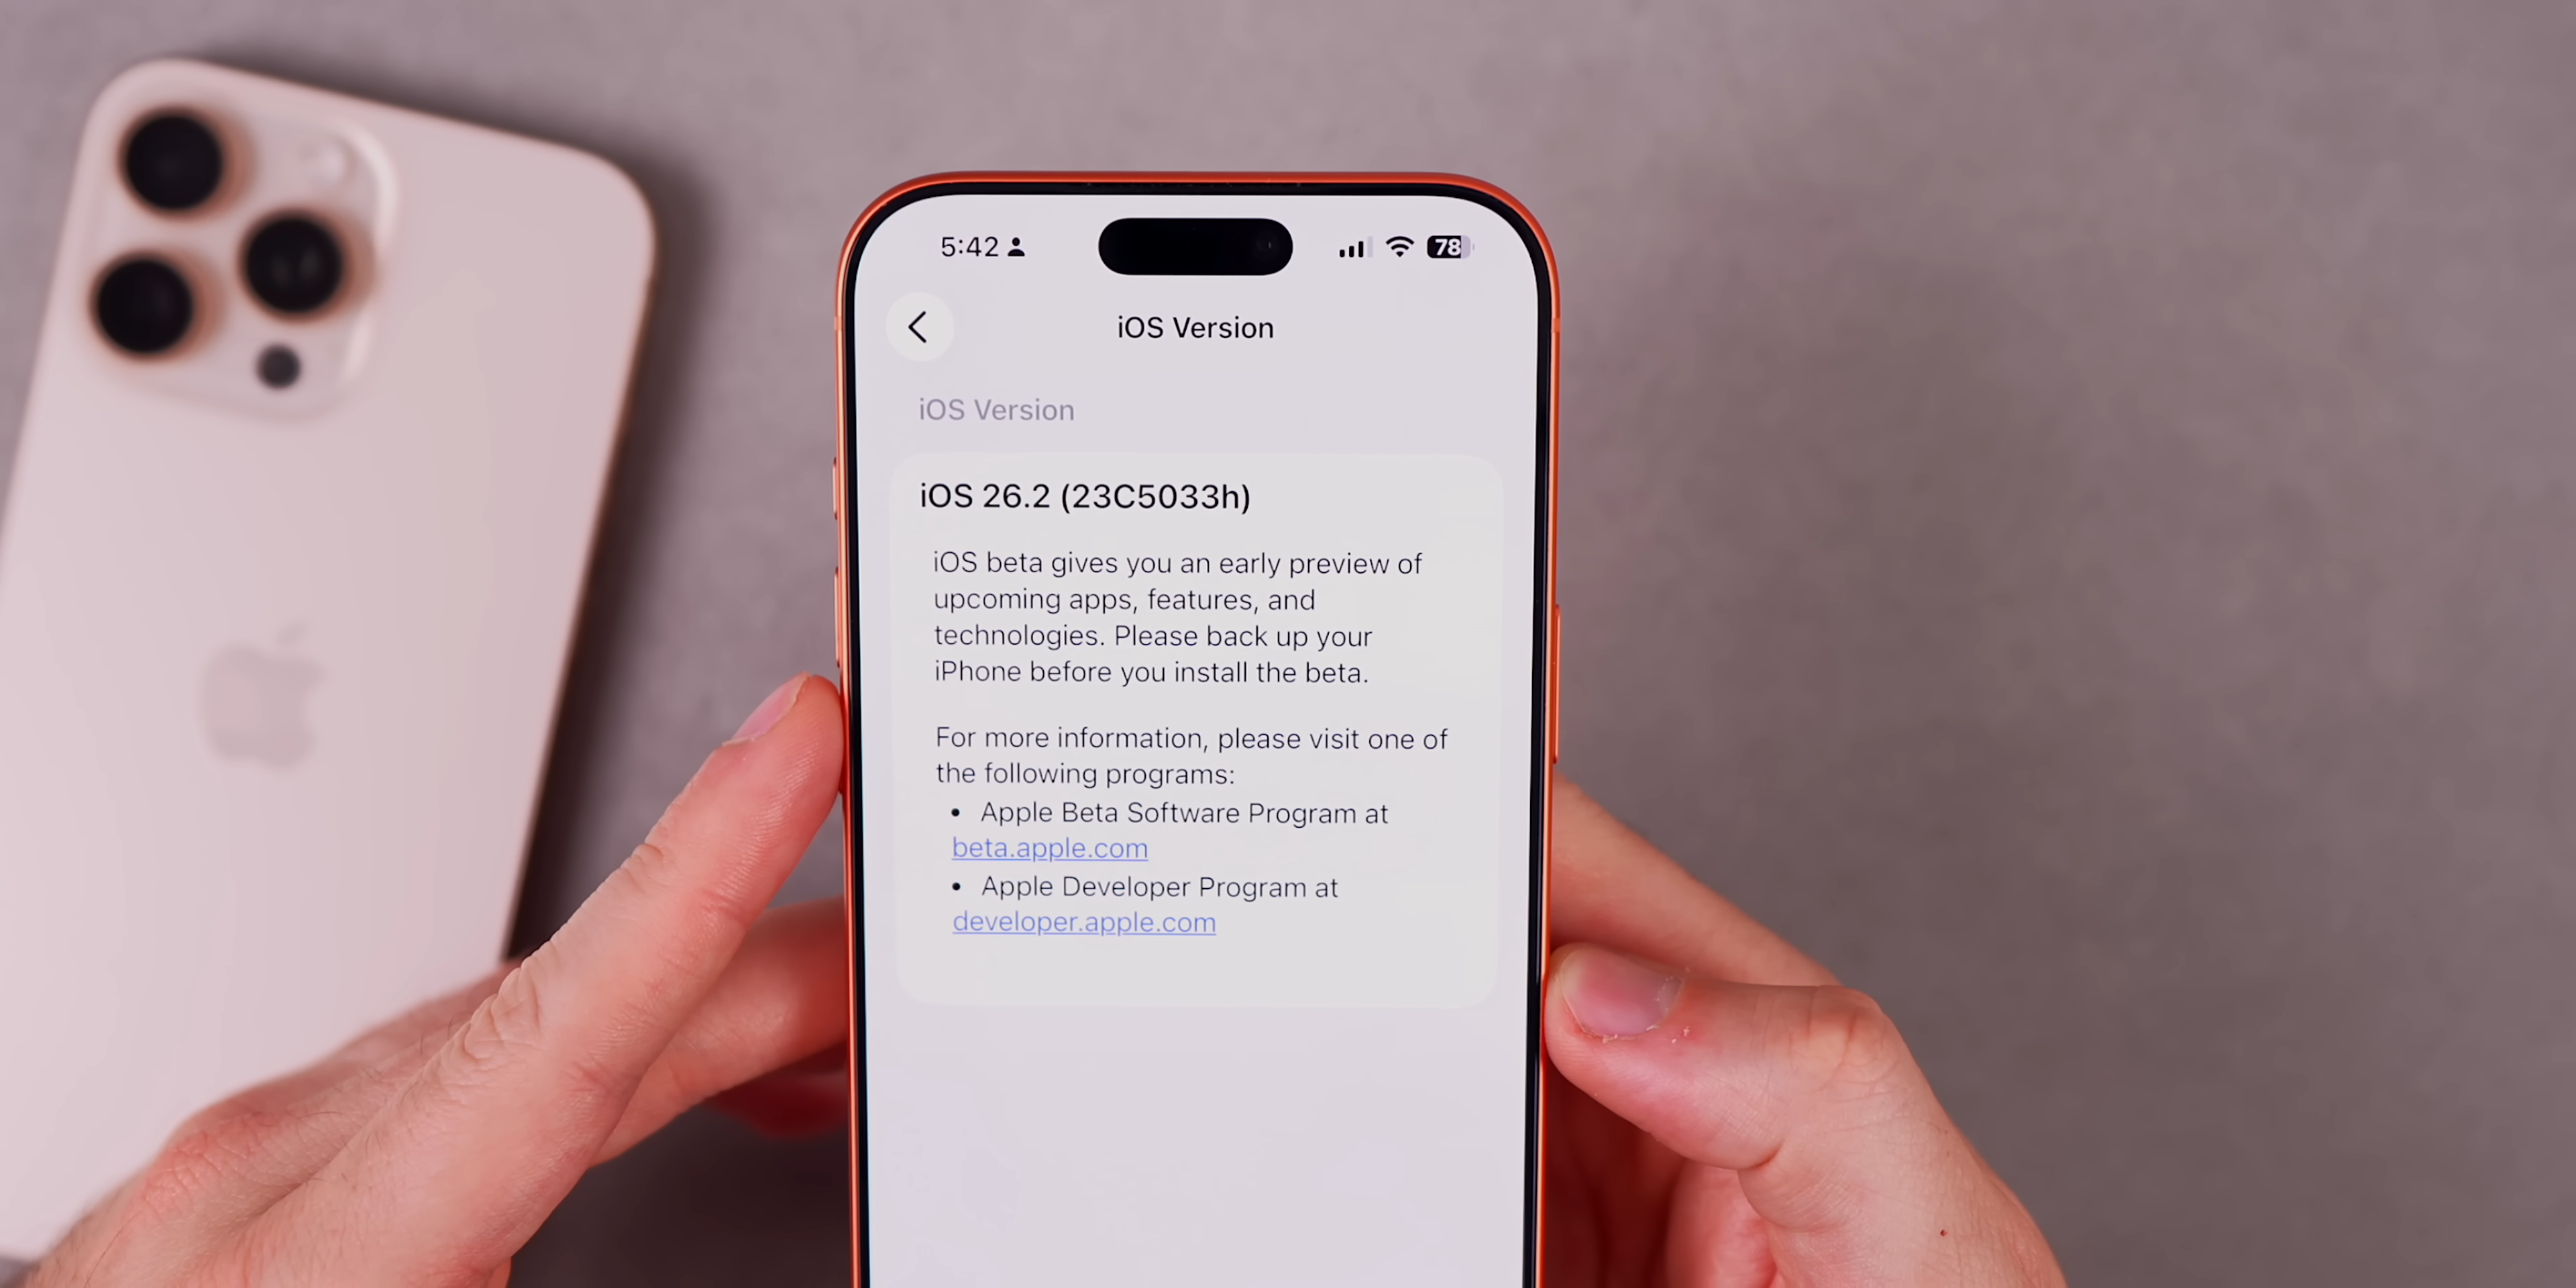 5:42
78
iOS Version
iOS Version
iOS 26.2 (23C5033h)
iOS beta gives you an early preview of
upcoming apps, features, and
technologies. Please back up your
iPhone before you install the beta.
For more information, please visit one of
the following programs:
• Apple Beta Software Program at
beta.apple.com
• Apple Developer Program at
developer.apple.com